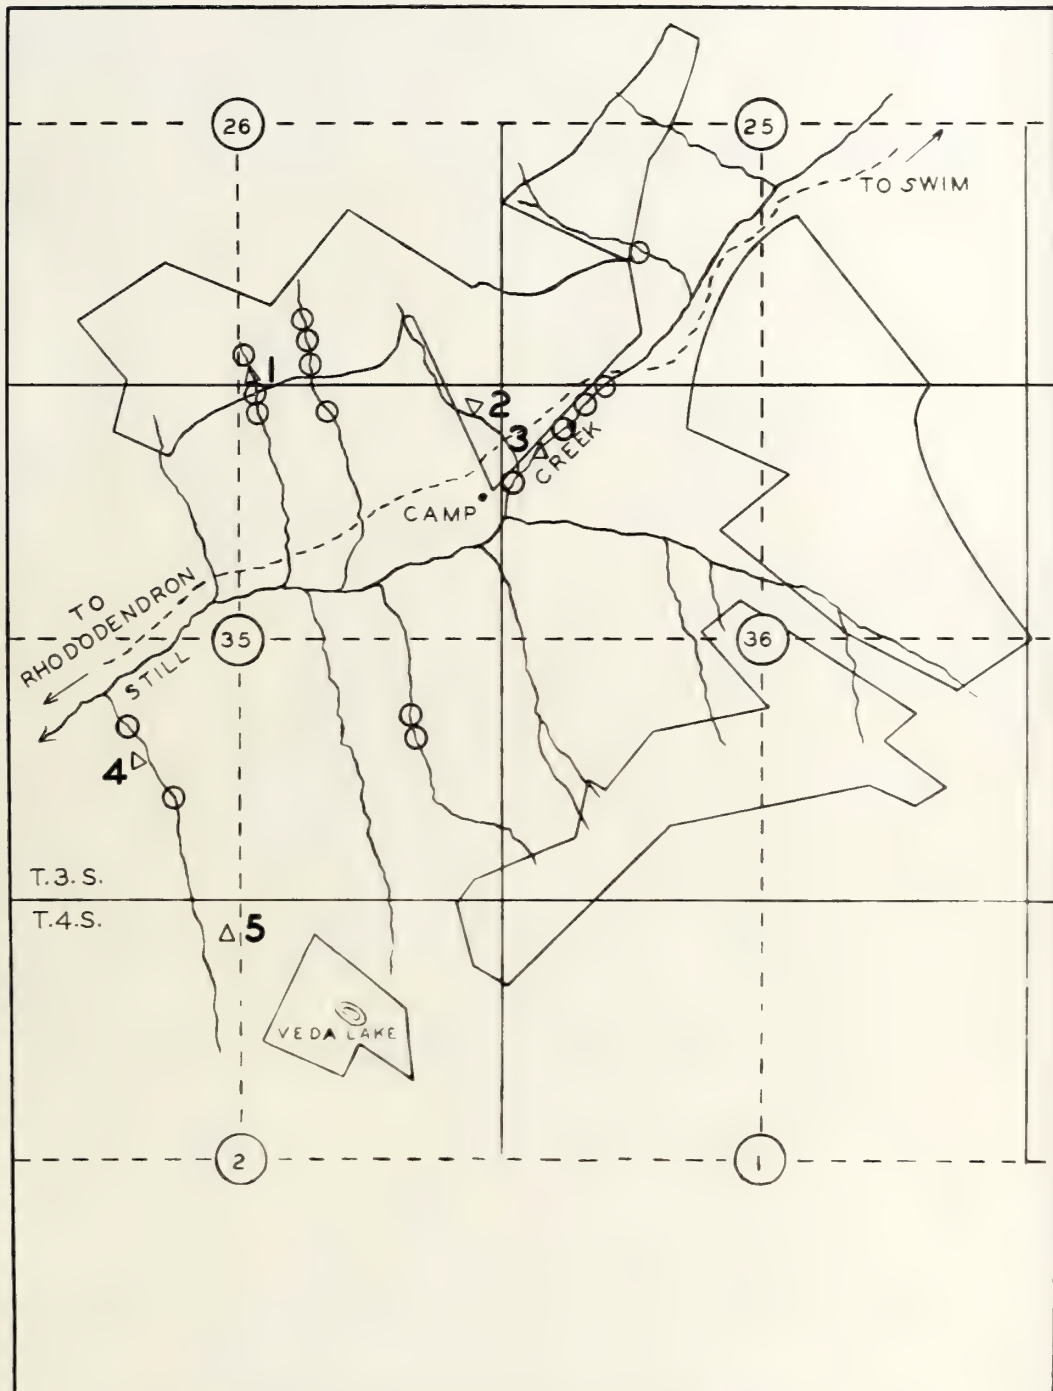 26
25
TO SWIM
1
2
3
CREEK
CAMP
TO
RHODODENDRON
STILL
35
36
4
T.3.S.
T.4.S.
5
VEDA LAKE
2
1